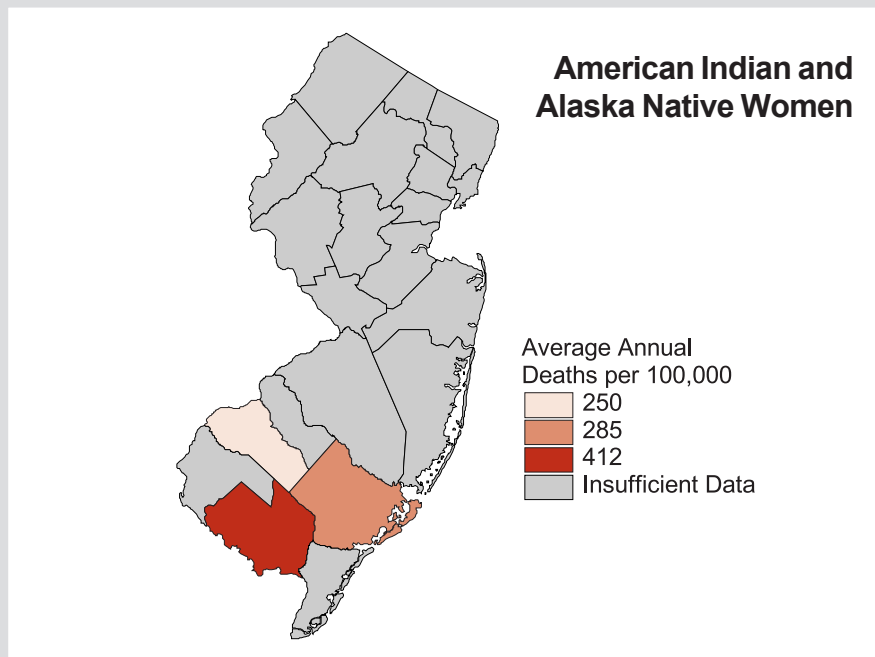 American Indian and
Alaska Native Women
Average Annual
Deaths per 100,000
250
285
412
Insufficient Data